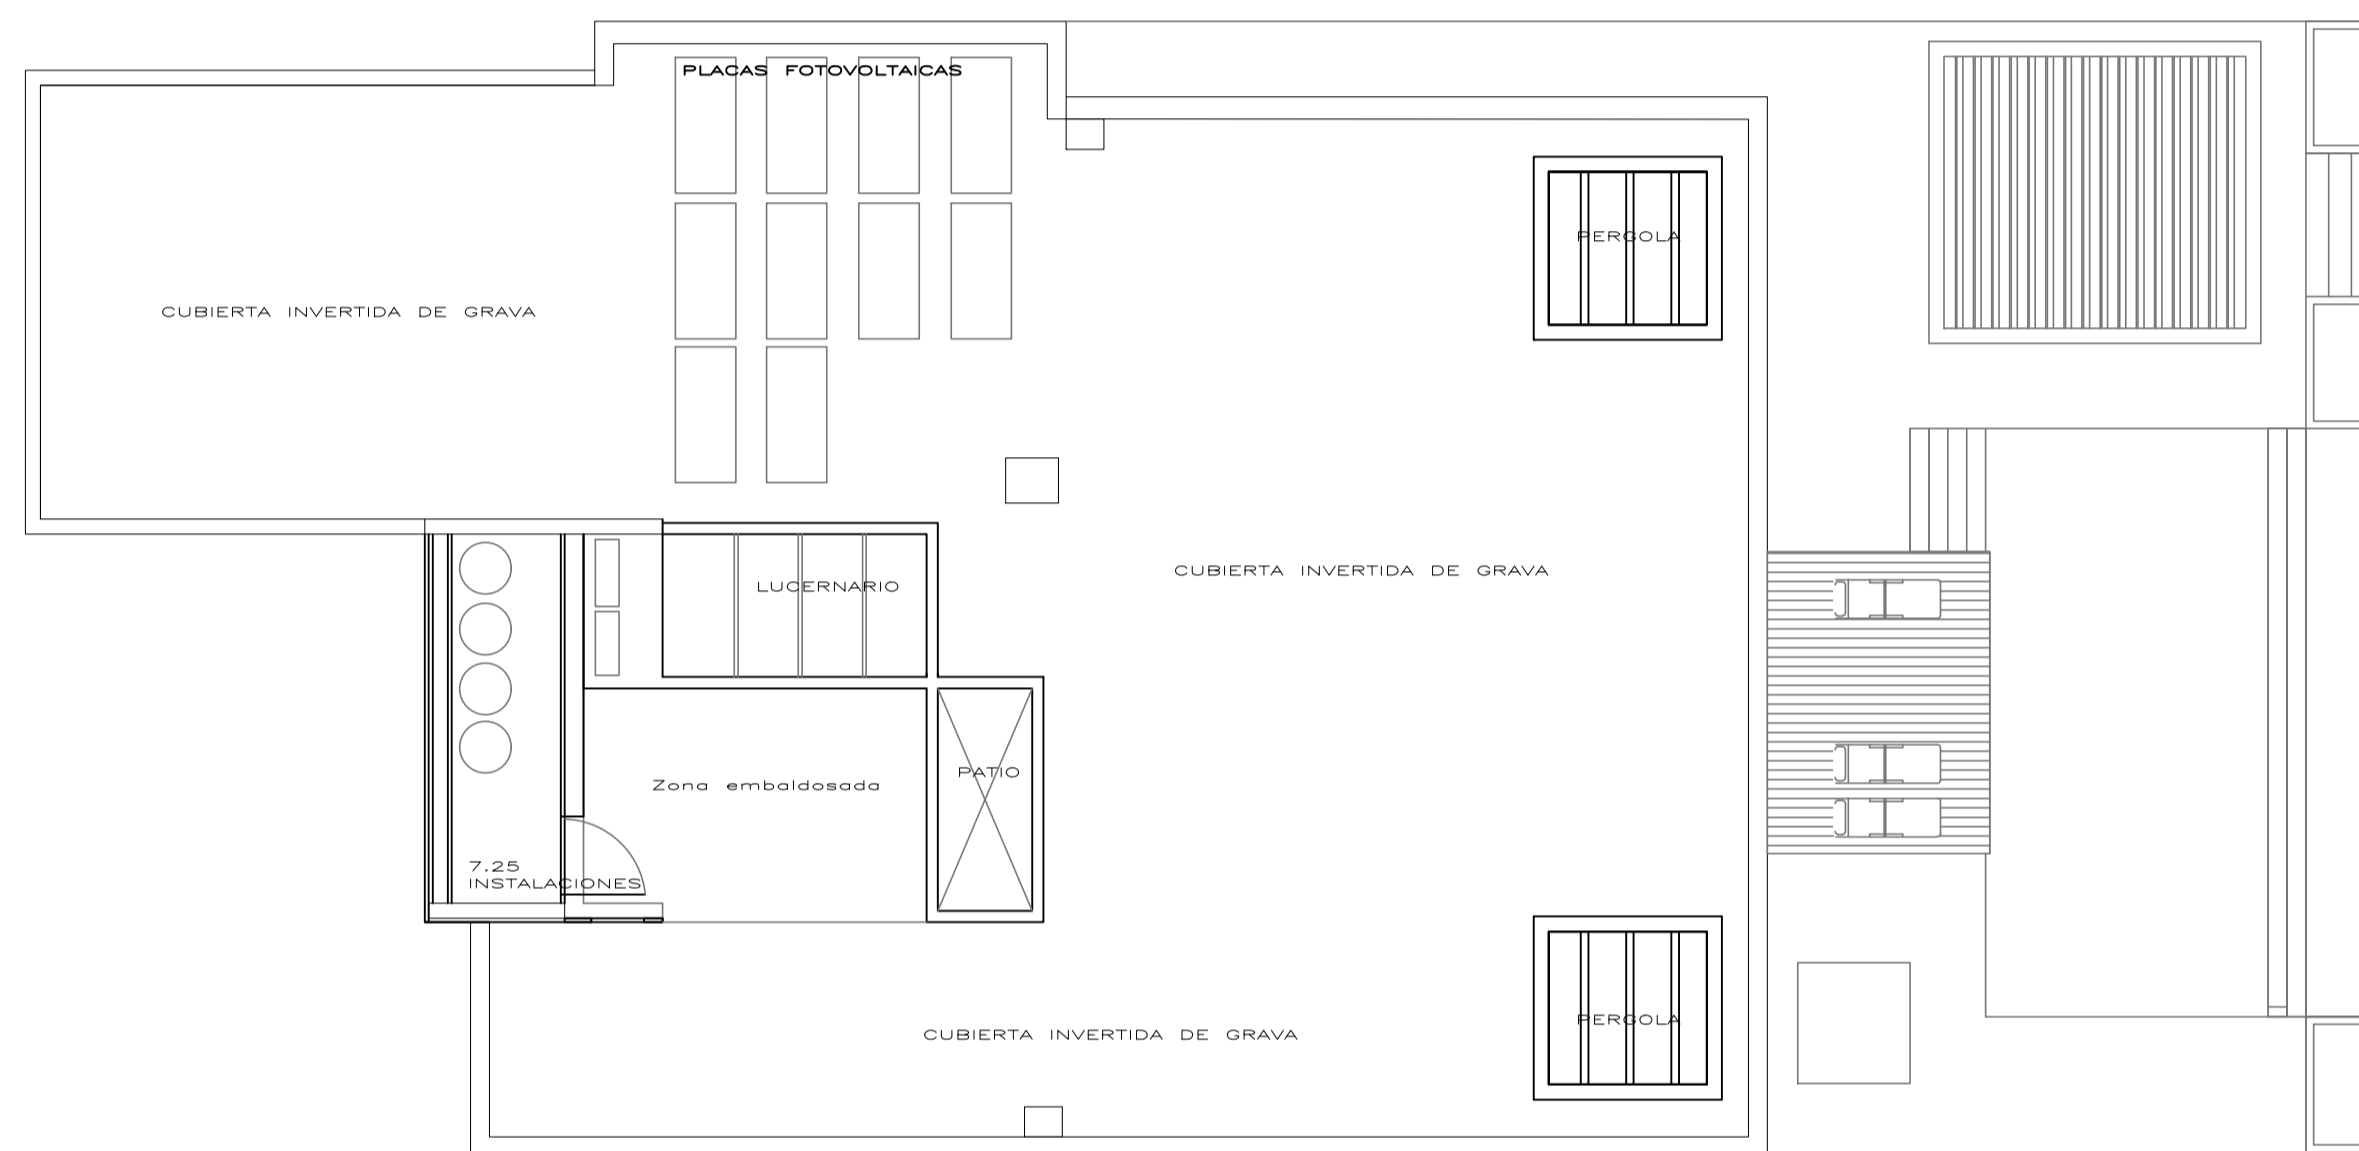 PLACAS FOTOVOLTAICAS
PERGOLA
CUBIERTA INVERTIDA DE GRAVA
CUBIERTA INVERTIDA DE GRAVA
LUCERNARIO
PATIO
Zona embaldosada
7.25
INSTALACIONES
PERGOLA
CUBIERTA INVERTIDA DE GRAVA